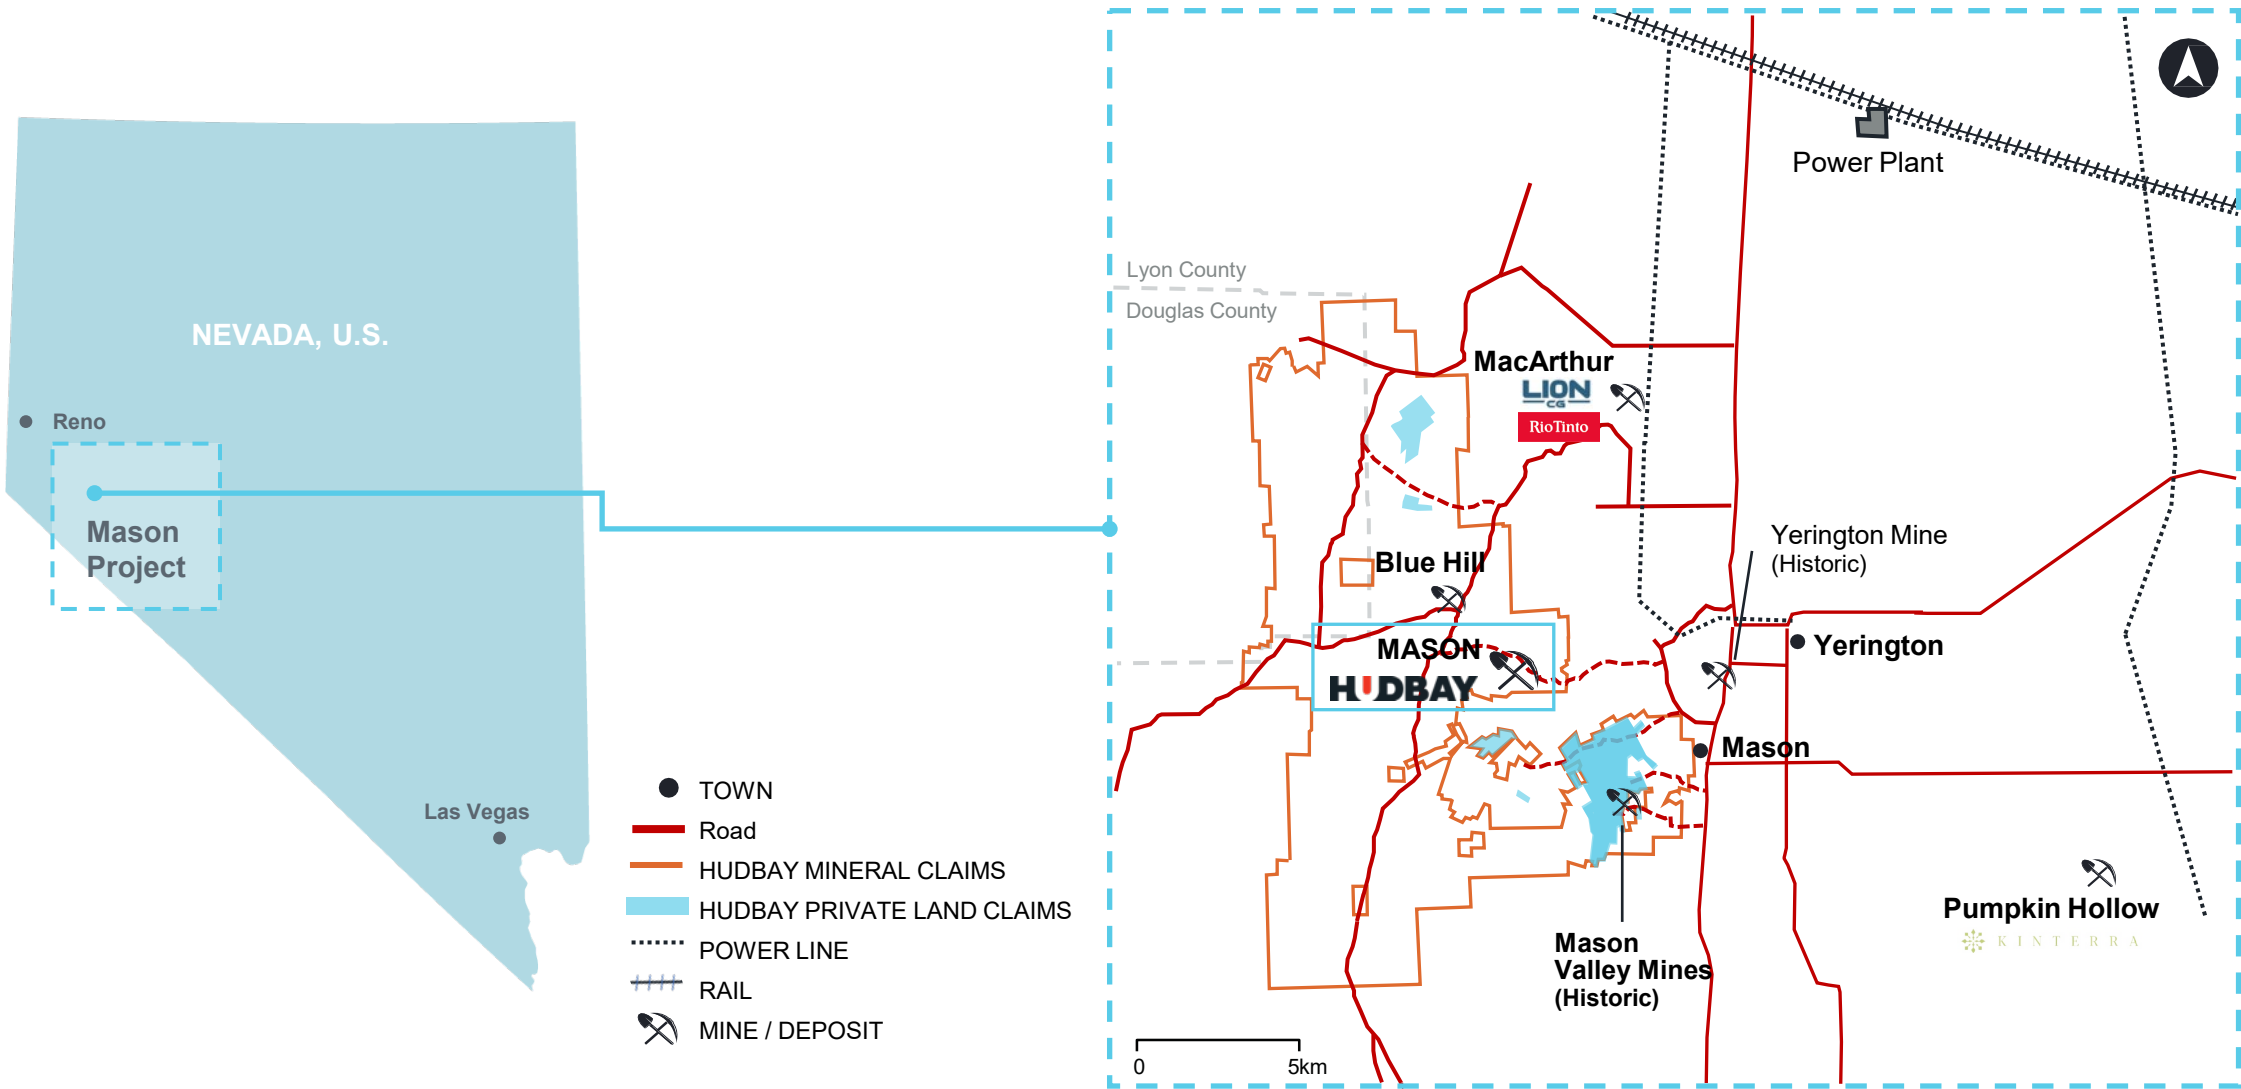 NEVADA, U.S.
Reno
Mason
Project
Las Vegas
TOWN
Road
HUDBAY MINERAL CLAIMS
HUDBAY PRIVATE LAND CLAIMS
POWER LINE
RAIL
MINE / DEPOSIT
Power Plant
Lyon County
Douglas County
MacArthur
LION
CG
RioTinto
Yerington Mine
(Historic)
Blue Hill
MASON
HUDBAY
Yerington
Mason
Pumpkin Hollow
KINTERRA
Mason
Valley Mines
(Historic)
0
5km